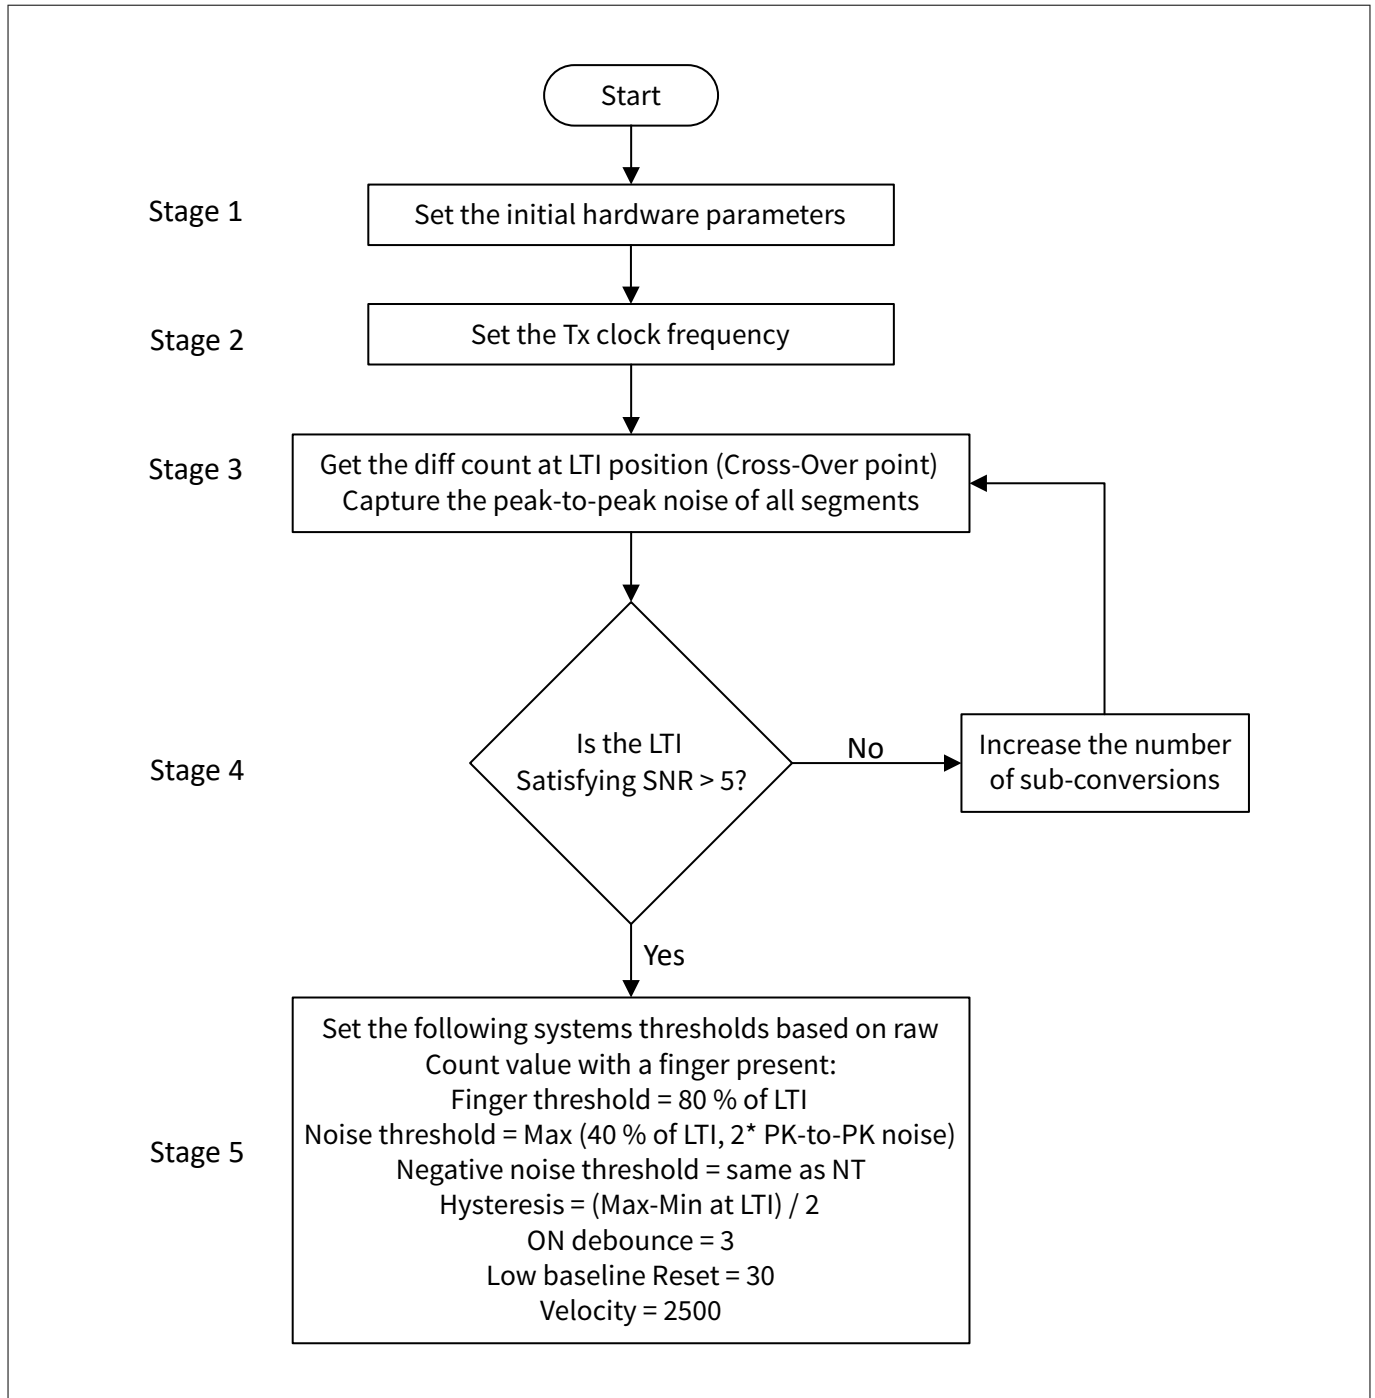 Start
Stage 1
Set the initial hardware parameters
Stage 2
Set the Tx clock frequency
Stage 3
Get the diff count at LTI position (Cross-Over point)
Capture the peak-to-peak noise of all segments
Stage 4
Is the LTI
Satisfying SNR > 5?
No
Increase the number
of sub-conversions
Yes
Stage 5
Set the following systems thresholds based on raw
Count value with a finger present:
Finger threshold = 80 % of LTI
Noise threshold = Max (40 % of LTI, 2* PK-to-PK noise)
Negative noise threshold = same as NT
Hysteresis = (Max-Min at LTI) / 2
ON debounce = 3
Low baseline Reset = 30
Velocity = 2500